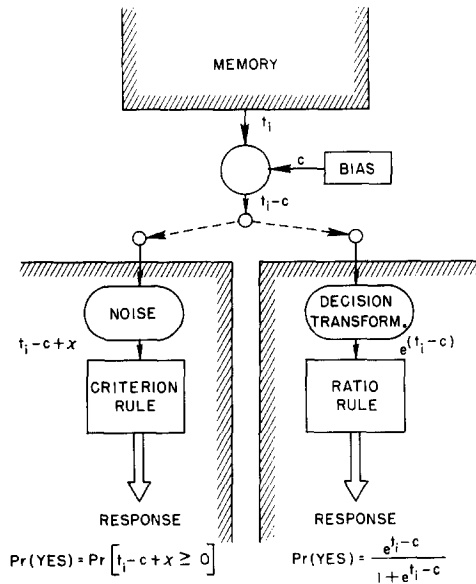 MEMORY
t_i
c
BIAS
t_i-c
NOISE
DECISION
TRANSFORM.
t_i-c+x
e^(t_i-c)
CRITERION
RULE
RATIO
RULE
RESPONSE
RESPONSE
Pr(YES) = Pr[t_i-c+x ≥ 0]
Pr(YES) = e^t_i-c / 1+e^t_i-c